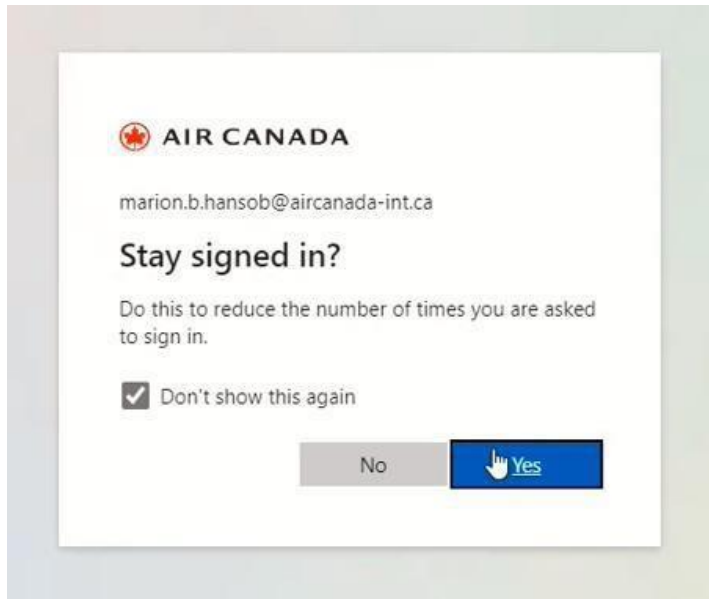 AIR CANADA
marion.b.hansob@aircanada-int.ca
Stay signed in?
Do this to reduce the number of times you are asked
to sign in.
Don't show this again
No
Yes